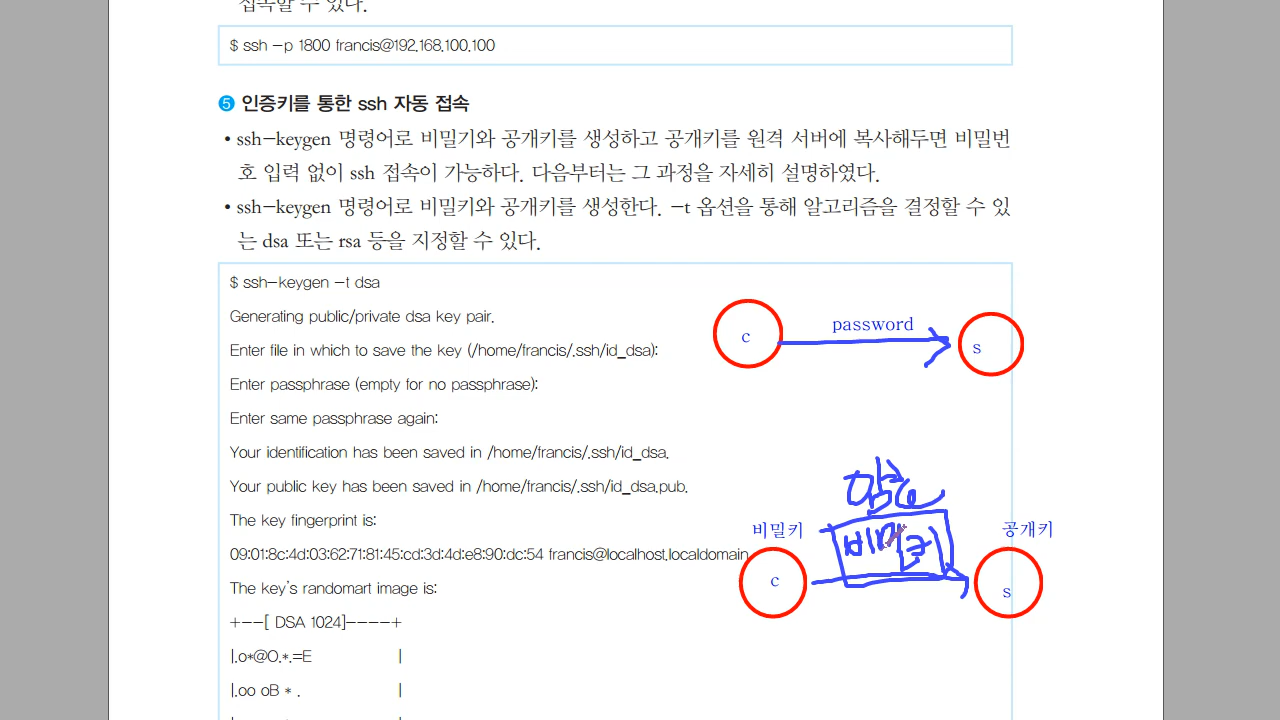 접속할 수 있다.
$ ssh -p 1800 francis@192.168.100.100
5 인증키를 통한 ssh 자동 접속
• ssh-keygen 명령어로 비밀기와 공개키를 생성하고 공개키를 원격 서버에 복사해두면 비밀번
호 입력 없이 ssh 접속이 가능하다. 다음부터는 그 과정을 자세히 설명하였다.
• ssh-keygen 명령어로 비밀키와 공개키를 생성한다. -t 옵션을 통해 알고리즘을 결정할 수 있
는 dsa 또는 rsa 등을 지정할 수 있다.
$ ssh-keygen -t dsa
Generating public/private dsa key pair.
Enter file in which to save the key (/home/francis/.ssh/id_dsa):
Enter passphrase (empty for no passphrase):
Enter same passphrase again:
Your identification has been saved in /home/francis/.ssh/id_dsa.
Your public key has been saved in /home/francis/.ssh/id_dsa.pub.
The key fingerprint is:
09:01:8c:4d:03:62:71:81:45:cd:3d:4d:e8:90:dc:54 francis@localhost.localdomain
The key's randomart image is:
+--[ DSA 1024]----+
|.o*@O.*.=E |
|.oo oB * . |
password
c
s
암호
비밀키
공개키
c
s